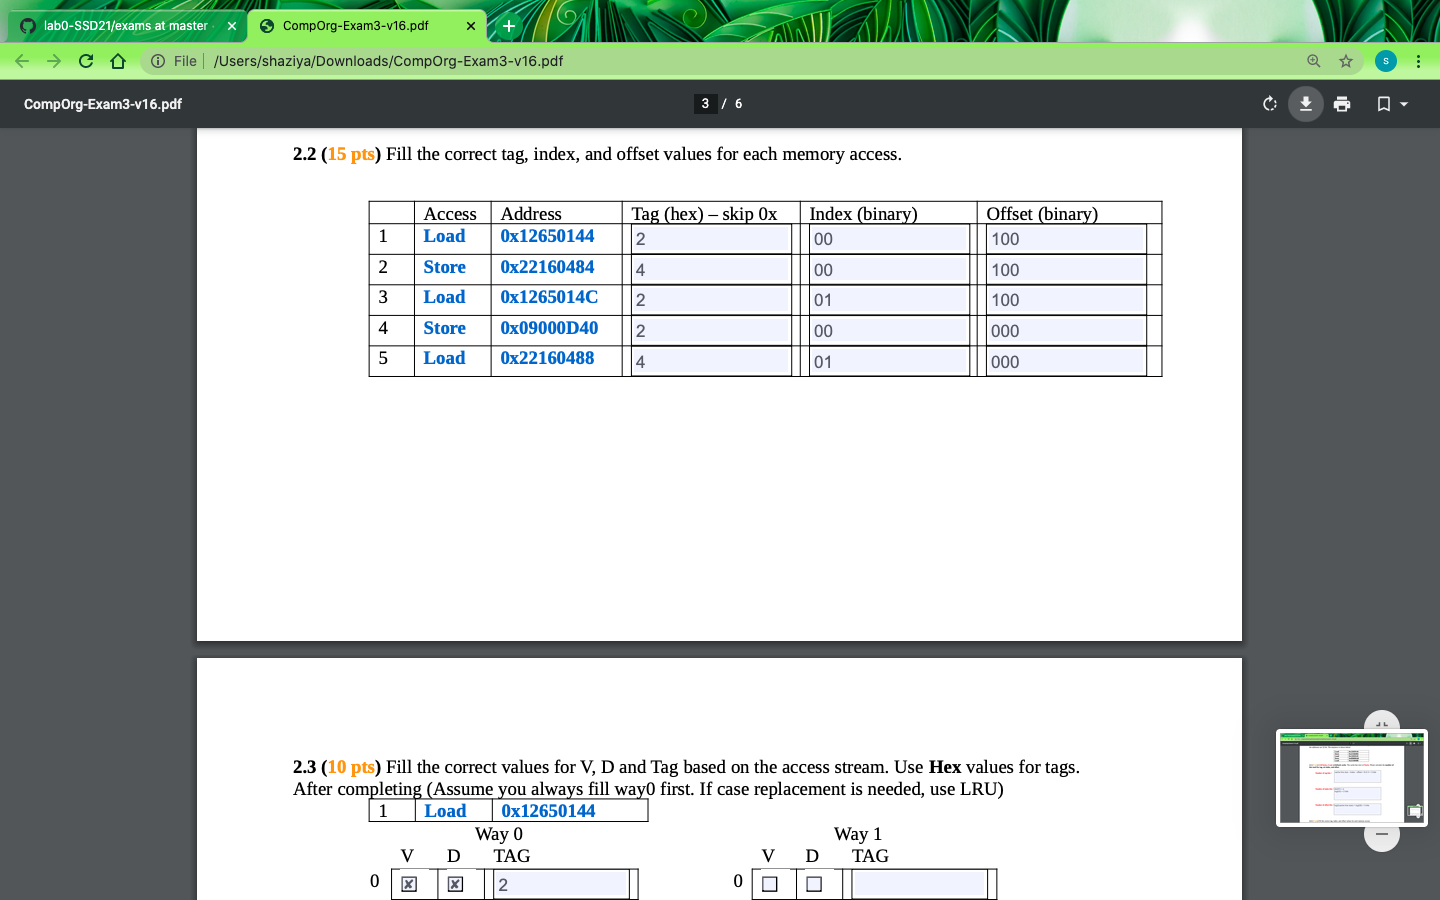 lab0-SSD21/exams at master
CompOrg-Exam3-v16.pdf
File /Users/shaziya/Downloads/CompOrg-Exam3-v16.pdf
S
CompOrg-Exam3-v16.pdf
3 / 6
2.2 (15 pts) Fill the correct tag, index, and offset values for each memory access.
Access Address Tag (hex) – skip 0x Index (binary) Offset (binary)
1 Load 0x12650144 2 00 100
2 Store 0x22160484 4 00 100
3 Load 0x1265014C 2 01 100
4 Store 0x09000D40 2 00 000
5 Load 0x22160488 4 01 000
2.3 (10 pts) Fill the correct values for V, D and Tag based on the access stream. Use Hex values for tags.
After completing (Assume you always fill way0 first. If case replacement is needed, use LRU)
1 Load 0x12650144
Way 0 Way 1
V D TAG V D TAG
0 2 0